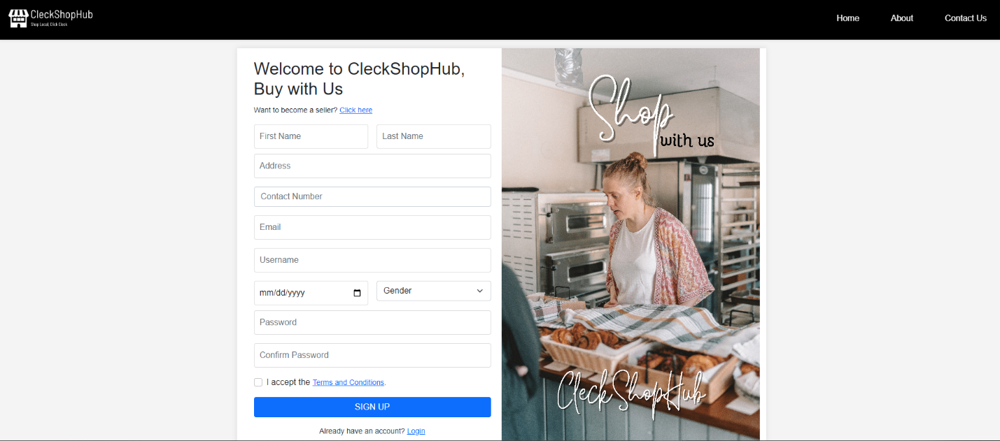 CleckShopHub
Shop Local, Click Cleck
Home About Contact Us
Welcome to CleckShopHub,
Buy with Us
Want to become a seller? Click here
First Name Last Name
Address
Contact Number
Email
Username
mm/dd/yyyy Gender
Password
Confirm Password
I accept the Terms and Conditions.
SIGN UP
Already have an account? Login
Shop
with us
CleckShopHub